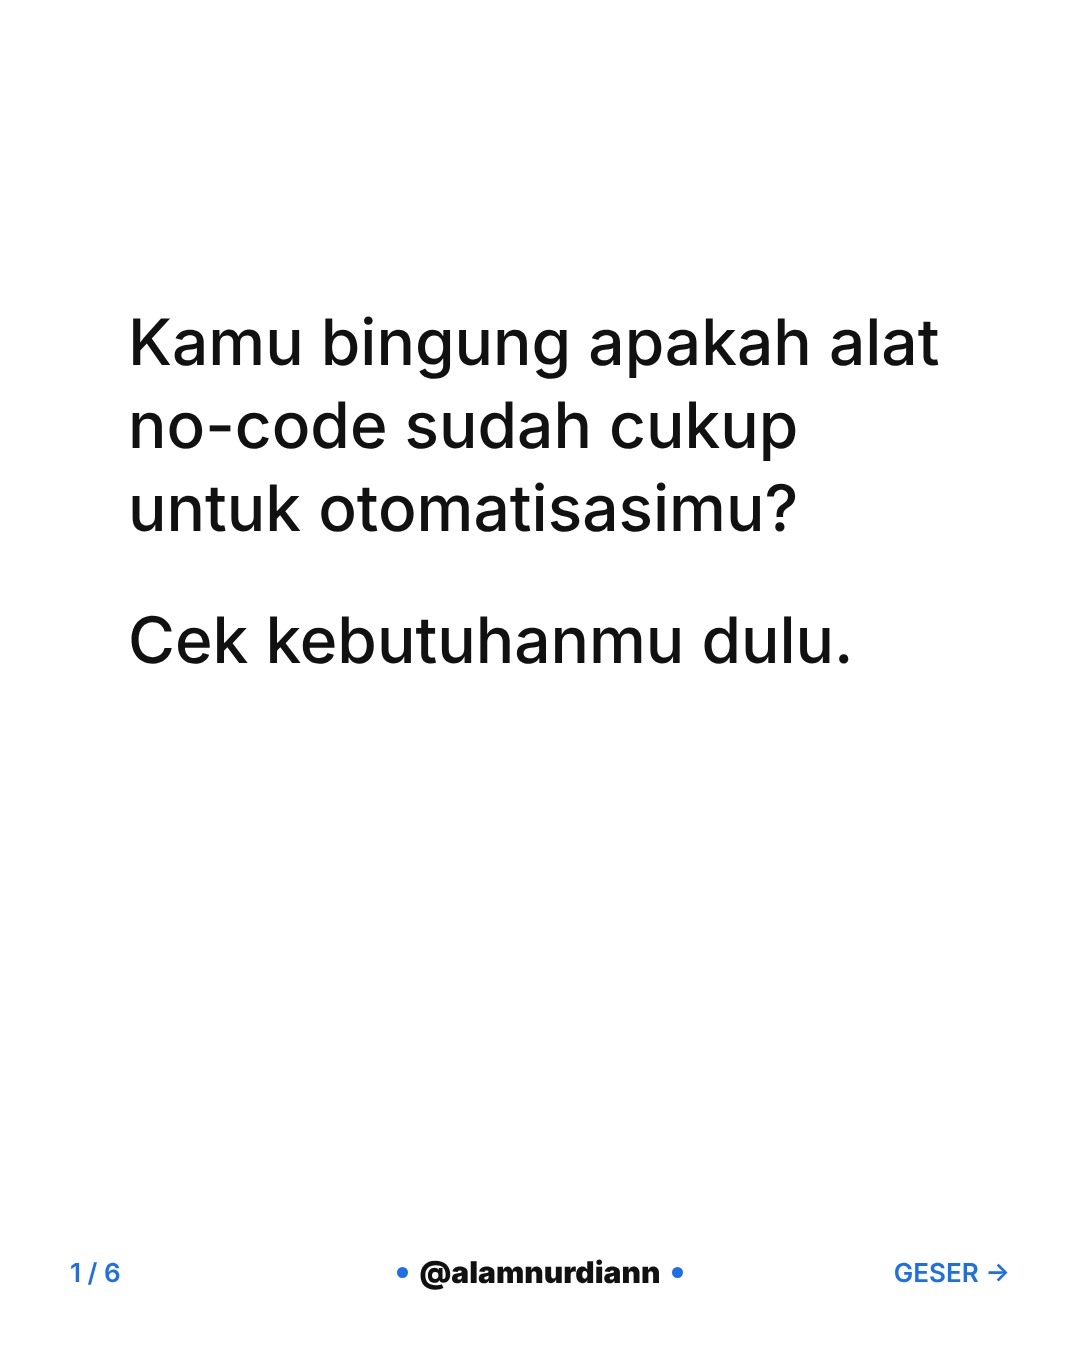 Kamu bingung apakah alat
no-code sudah cukup
untuk otomatisasimu?
Cek kebutuhanmu dulu.
1 / 6
• @alamnurdiann •
GESER →